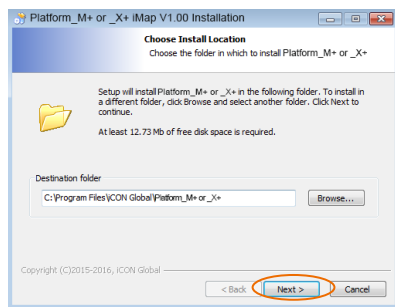 Platform_M+ or _X+ iMap V1.00 Installation
Choose Install Location
Choose the folder in which to install Platform_M+ or _X+
Setup will install Platform_M+ or _X+ in the following folder. To install in
a different folder, click Browse and select another folder. Click Next to
continue.
At least 12.73 Mb of free disk space is required.
Destination folder
C:\Program Files\iCON Global\Platform_M+ or _X+
Browse...
Copyright (C)2015-2016, iCON Global
< Back
Next >
Cancel